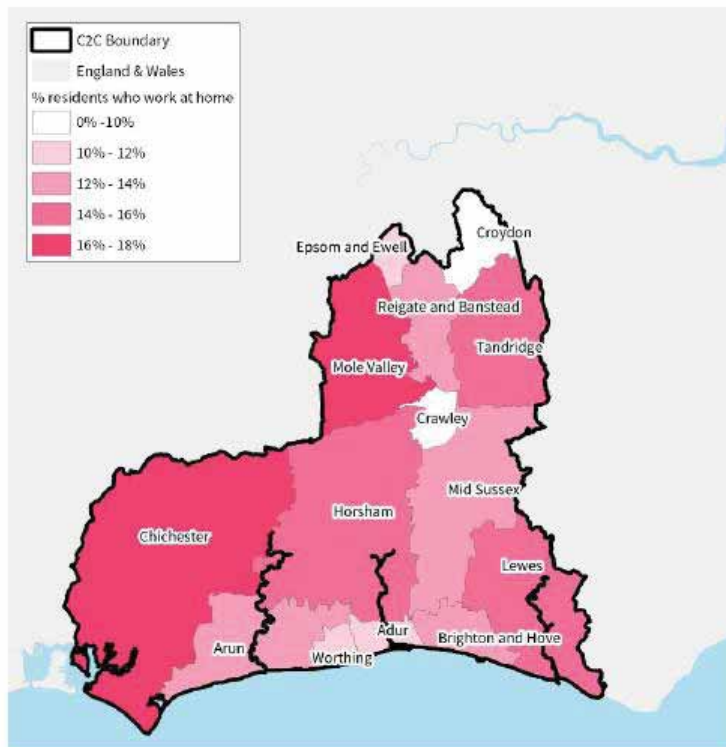 C2C Boundary
England & Wales
% residents who work at home
0% -10%
10% - 12%
12% - 14%
14% - 16%
16% - 18%
Croydon
Epsom and Ewell
Reigate and Banstead
Tandridge
Mole Valley
Crawley
Mid Sussex
Horsham
Chichester
Lewes
Adur
Brighton and Hove
Arun
Worthing